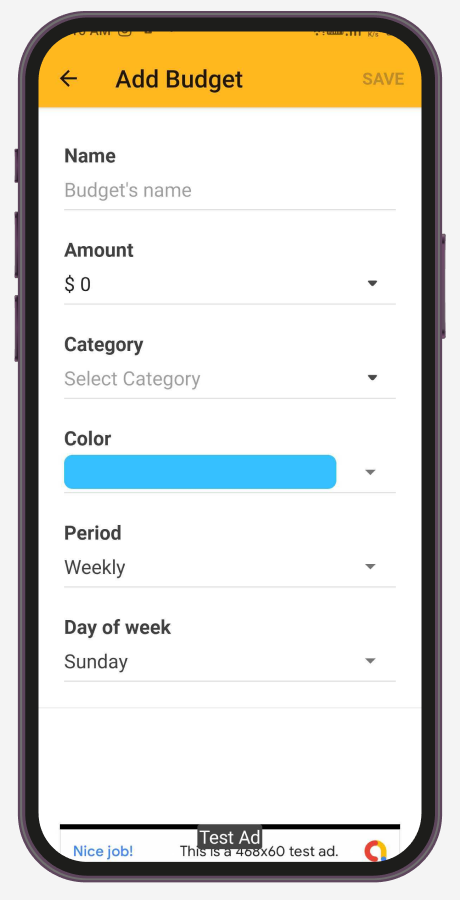 Add Budget
SAVE
Name
Budget's name
Amount
$ 0
Category
Select Category
Color
Period
Weekly
Day of week
Sunday
Test Ad
Nice job!
This is a 468x60 test ad.